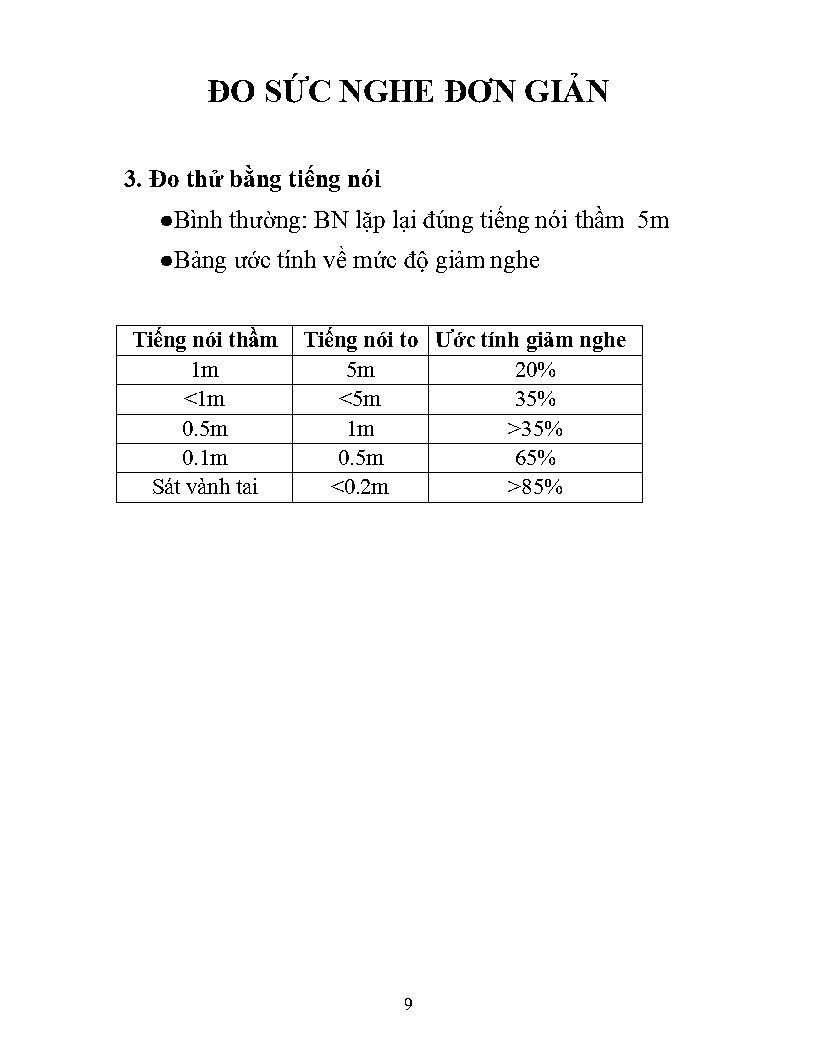 ĐO SỨC NGHE ĐƠN GIẢN
3. Đo thử bằng tiếng nói
●Bình thường: BN lặp lại đúng tiếng nói thầm 5m
●Bảng ước tính về mức độ giảm nghe
Tiếng nói thầm Tiếng nói to Ước tính giảm nghe
1m 5m 20%
<1m <5m 35%
0.5m 1m >35%
0.1m 0.5m 65%
Sát vành tai <0.2m >85%
9